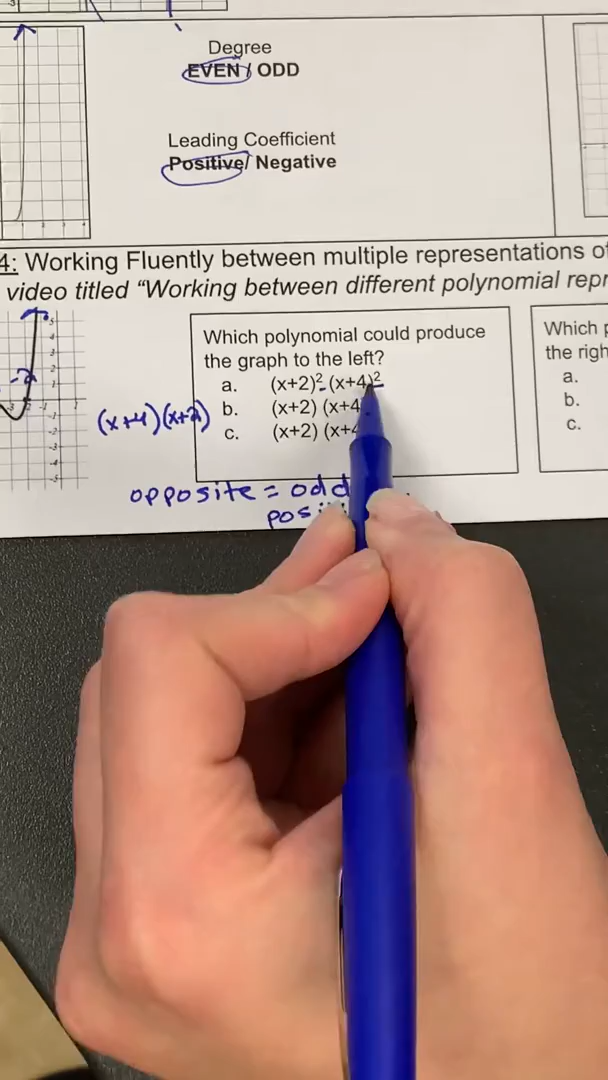 Degree
EVEN / ODD
Leading Coefficient
Positive/ Negative
4: Working Fluently between multiple representations of
video titled “Working between different polynomial repr
Which polynomial could produce
the graph to the left?
a. (x+2)² (x+4)²
b. (x+2) (x+4
c. (x+2) (x+4
-2
(x+4)(x+2)
opposite = odd
Which p
the righ
a.
b.
c.